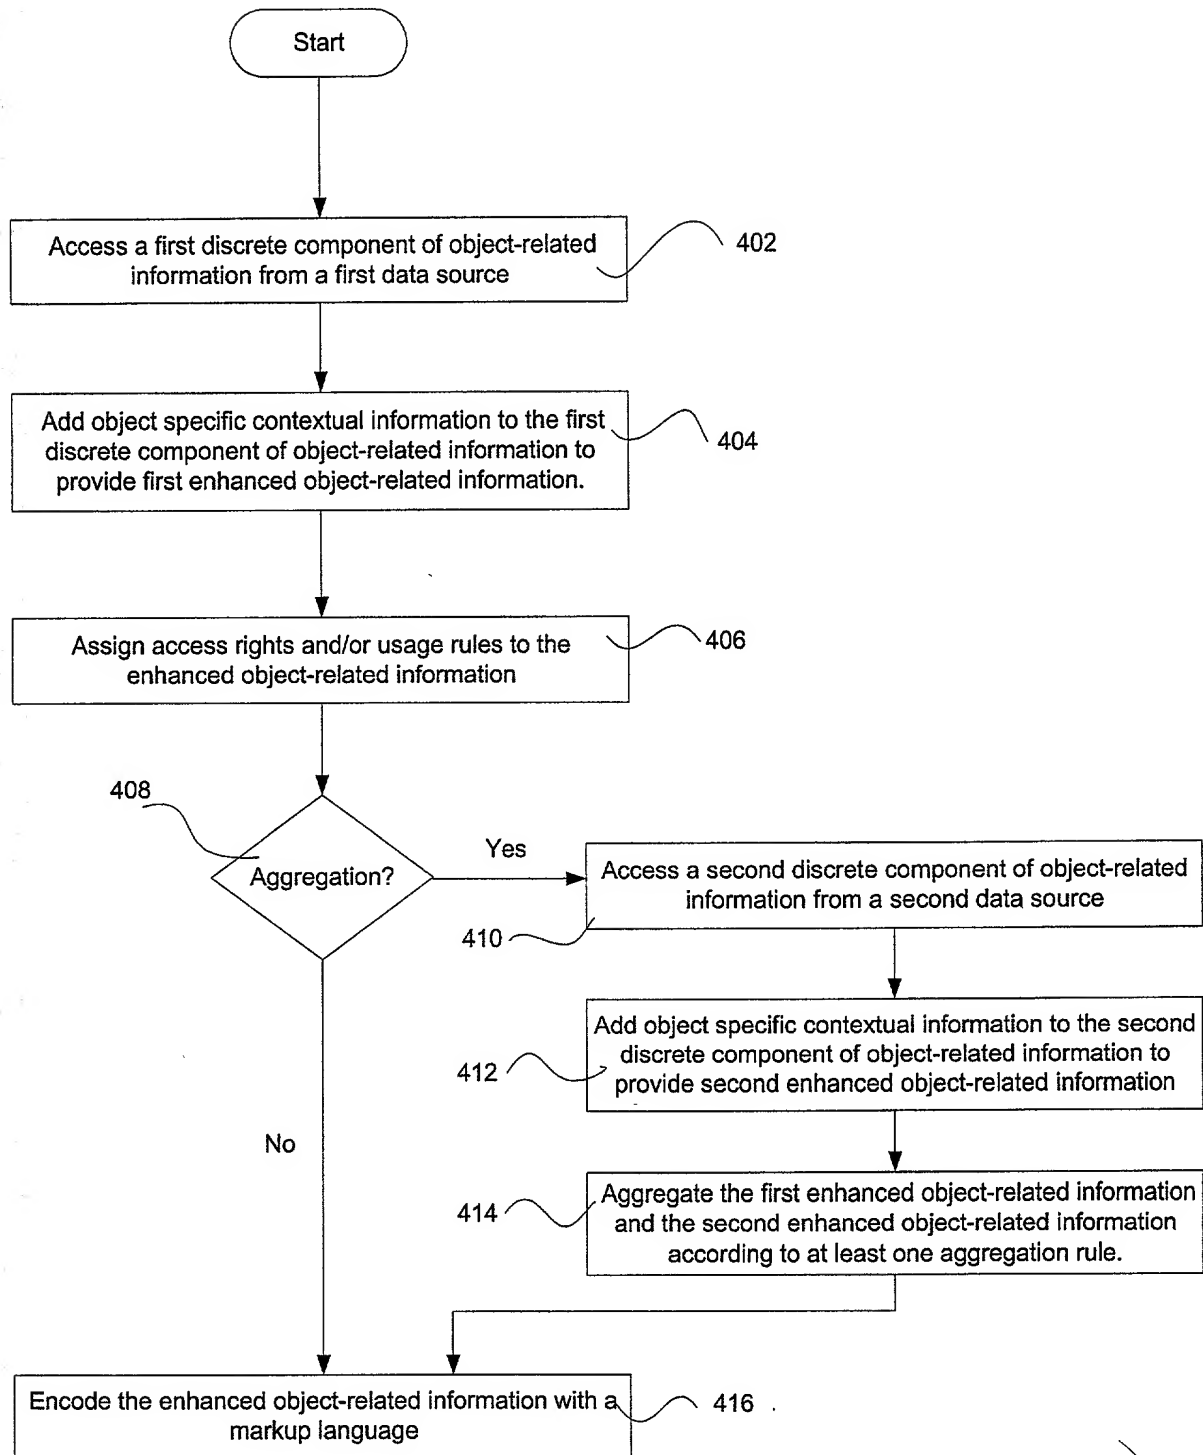 Start
Access a first discrete component of object-related
information from a first data source
402
Add object specific contextual information to the first
discrete component of object-related information to
provide first enhanced object-related information.
404
Assign access rights and/or usage rules to the
enhanced object-related information
406
408
Aggregation?
Yes
Access a second discrete component of object-related
information from a second data source
410
Add object specific contextual information to the second
discrete component of object-related information to
provide second enhanced object-related information
412
No
Aggregate the first enhanced object-related information
and the second enhanced object-related information
according to at least one aggregation rule.
414
Encode the enhanced object-related information with a
markup language
416